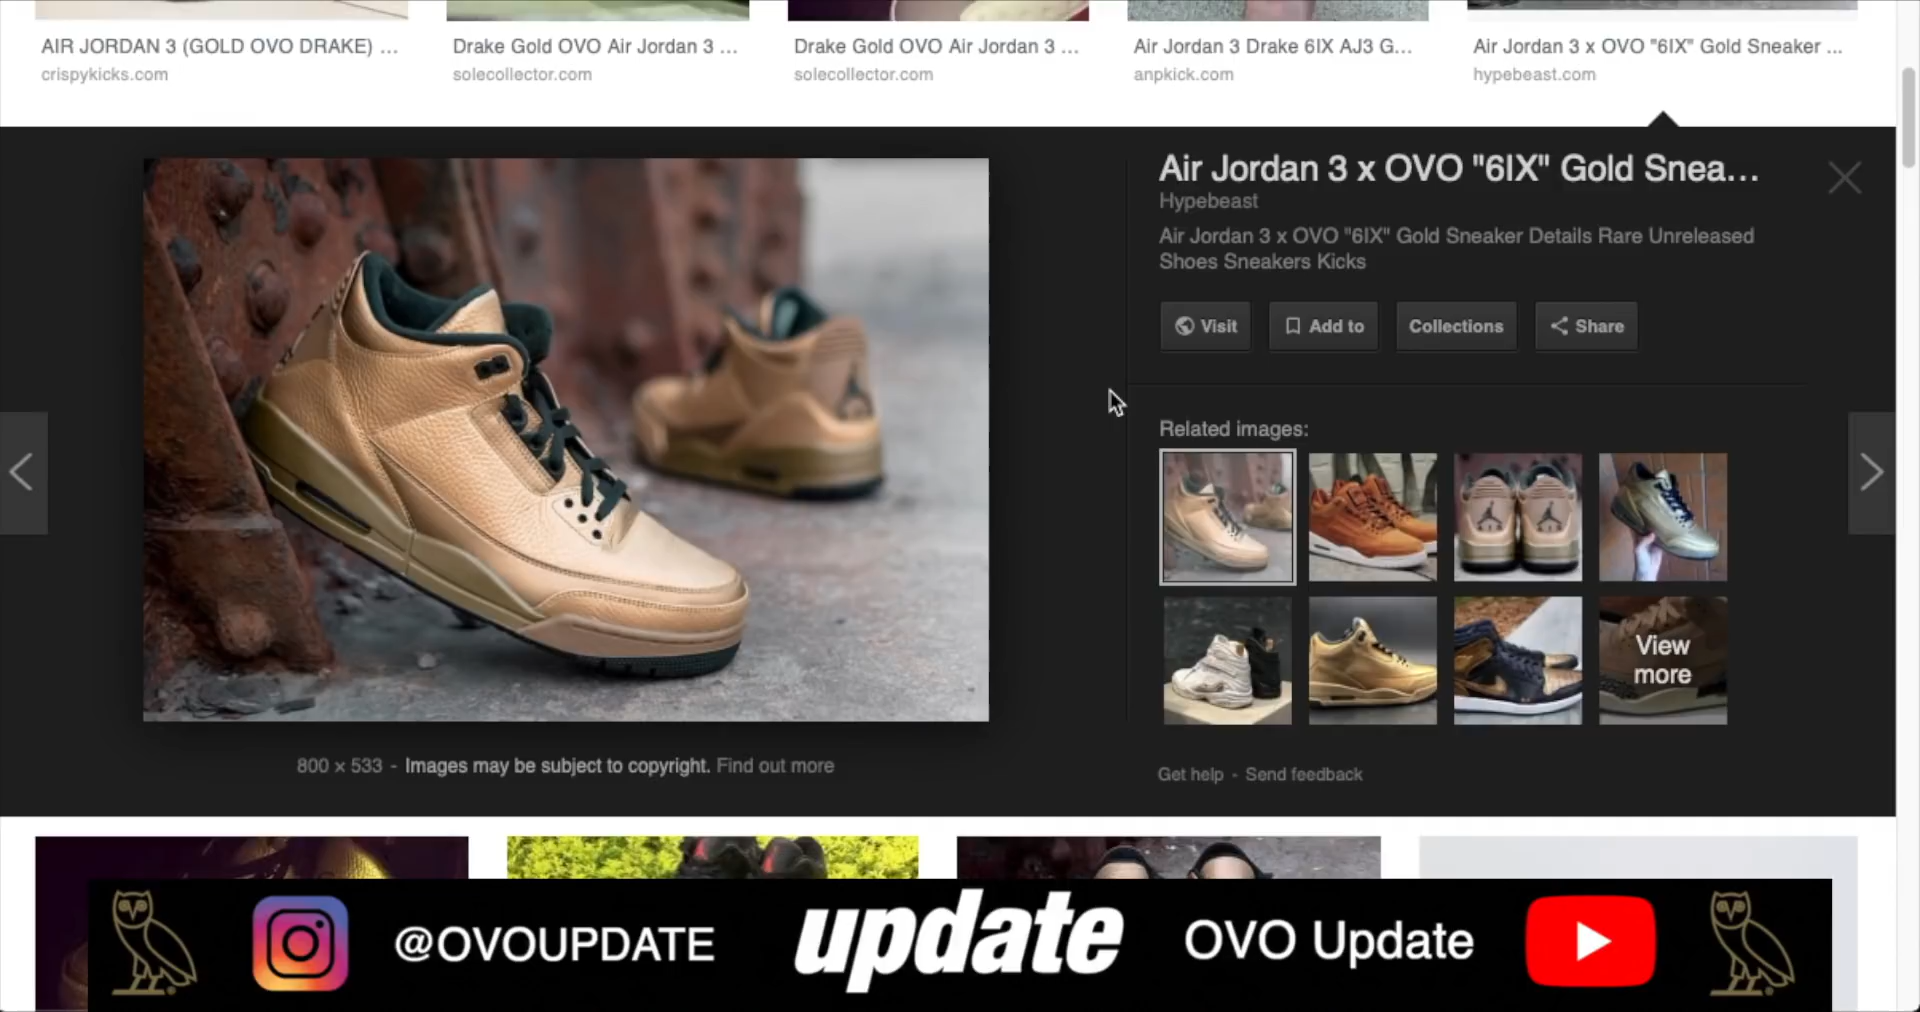 AIR JORDAN 3 (GOLD OVO DRAKE) ...
crispykicks.com
Drake Gold OVO Air Jordan 3 ...
solecollector.com
Drake Gold OVO Air Jordan 3 ...
solecollector.com
Air Jordan 3 Drake 6IX AJ3 G...
anpkick.com
Air Jordan 3 x OVO "6IX" Gold Sneaker ...
hypebeast.com
Air Jordan 3 x OVO "6IX" Gold Snea...
Hypebeast
Air Jordan 3 x OVO "6IX" Gold Sneaker Details Rare Unreleased
Shoes Sneakers Kicks
Visit
Add to
Collections
Share
Related images:
View
more
800 × 533 - Images may be subject to copyright. Find out more
Get help - Send feedback
@OVOUPDATE
update
OVO Update